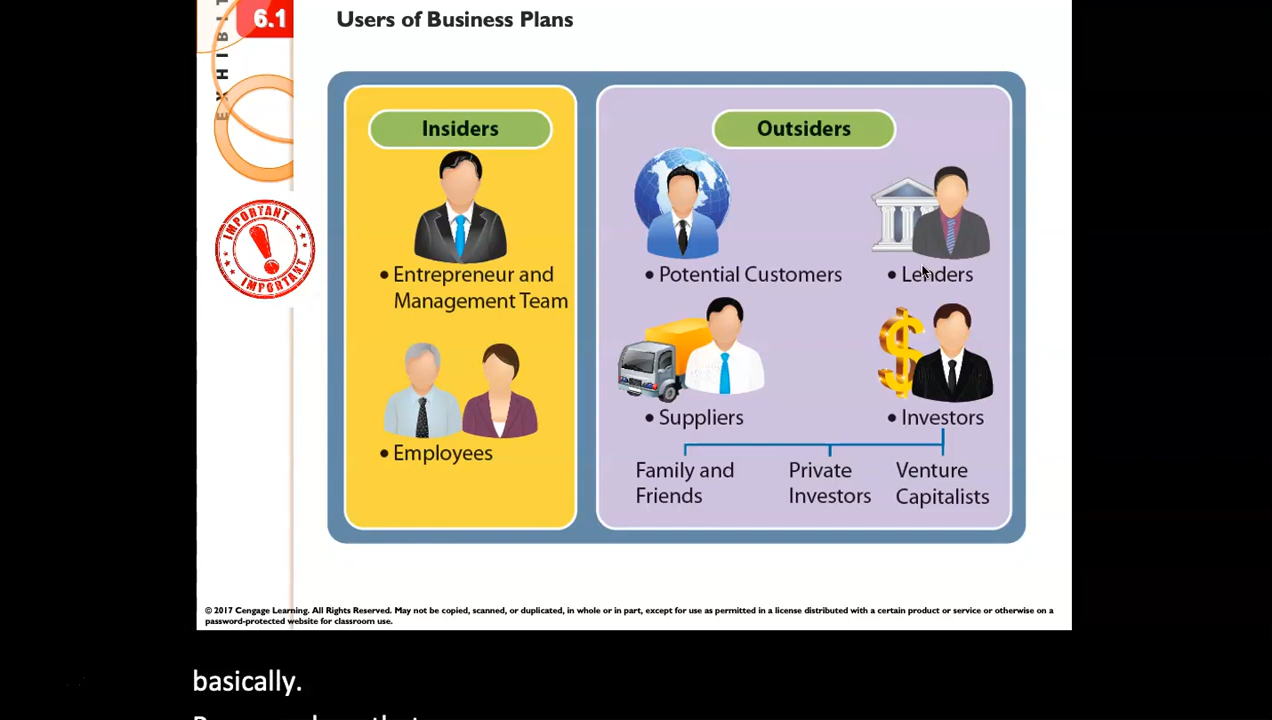 EXHIBIT
6.1
Users of Business Plans
IMPORTANT
IMPORTANT
Insiders
• Entrepreneur and
Management Team
• Employees
Outsiders
• Potential Customers
• Lenders
• Suppliers
• Investors
Family and
Friends
Private
Investors
Venture
Capitalists
© 2017 Cengage Learning. All Rights Reserved. May not be copied, scanned, or duplicated, in whole or in part, except for use as permitted in a license distributed with a certain product or service or otherwise on a
password-protected website for classroom use.
basically.